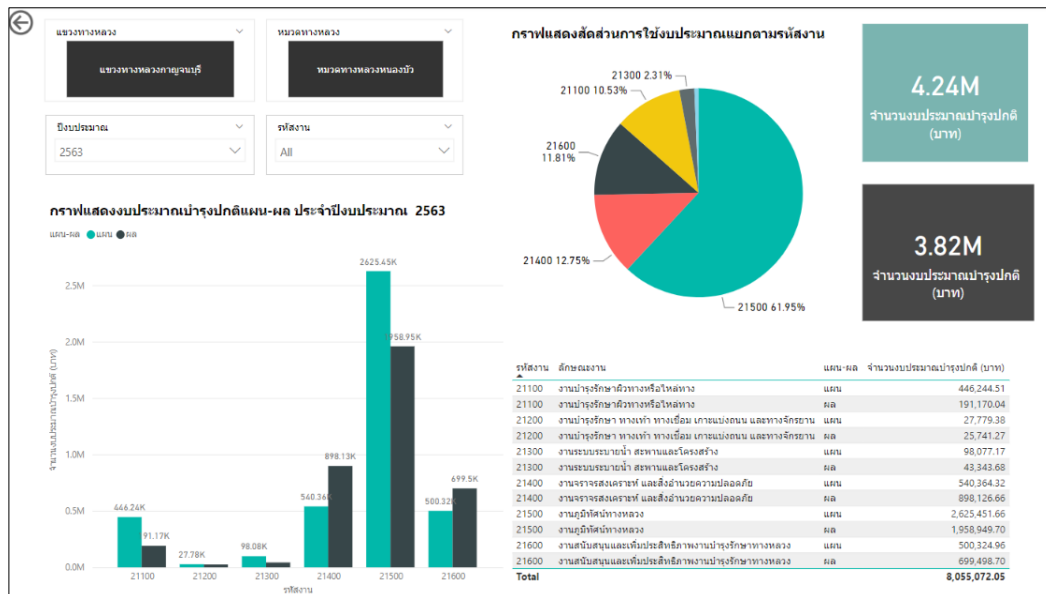 แขวงทางหลวง
แขวงทางหลวงกาญจนบุรี
หมวดทางหลวง
หมวดทางหลวงหนองบัว
ปีงบประมาณ
2563
รหัสงาน
All
กราฟแสดงสัดส่วนการใช้งบประมาณแยกตามรหัสงาน
21300 2.31%
21100 10.53%
21600
11.81%
21400 12.75%
21500 61.95%
4.24M
จำนวนงบประมาณบำรุงปกติ
(บาท)
3.82M
จำนวนงบประมาณบำรุงปกติ
(บาท)
กราฟแสดงงบประมาณบำรุงปกติแผน-ผล ประจำปีงบประมาณ 2563
แผน-ผล แผน ผล
จำนวนงบประมาณบำรุงปกติ (บาท)
2.5M
2.0M
1.5M
1.0M
0.5M
0.0M
446.24K
91.17K
27.78K
98.08K
540.36K
898.13K
2625.45K
1958.95K
500.32K
699.5K
21100 21200 21300 21400 21500 21600
รหัสงาน
รหัสงาน ลักษณะงาน แผน-ผล จำนวนงบประมาณบำรุงปกติ (บาท)
21100 งานบำรุงรักษาผิวทางหรือไหล่ทาง แผน 446,244.51
21100 งานบำรุงรักษาผิวทางหรือไหล่ทาง ผล 191,170.04
21200 งานบำรุงรักษา ทางเท้า ทางเชื่อม เกาะแบ่งถนน และทางจักรยาน แผน 27,779.38
21200 งานบำรุงรักษา ทางเท้า ทางเชื่อม เกาะแบ่งถนน และทางจักรยาน ผล 25,741.27
21300 งานระบบระบายน้ำ สะพานและโครงสร้าง แผน 98,077.17
21300 งานระบบระบายน้ำ สะพานและโครงสร้าง ผล 43,343.68
21400 งานจราจรสงเคราะห์ และสิ่งอำนวยความปลอดภัย แผน 540,364.32
21400 งานจราจรสงเคราะห์ และสิ่งอำนวยความปลอดภัย ผล 898,126.66
21500 งานภูมิทัศน์ทางหลวง แผน 2,625,451.66
21500 งานภูมิทัศน์ทางหลวง ผล 1,958,949.70
21600 งานสนับสนุนและเพิ่มประสิทธิภาพงานบำรุงรักษาทางหลวง แผน 500,324.96
21600 งานสนับสนุนและเพิ่มประสิทธิภาพงานบำรุงรักษาทางหลวง ผล 699,498.70
Total 8,055,072.05